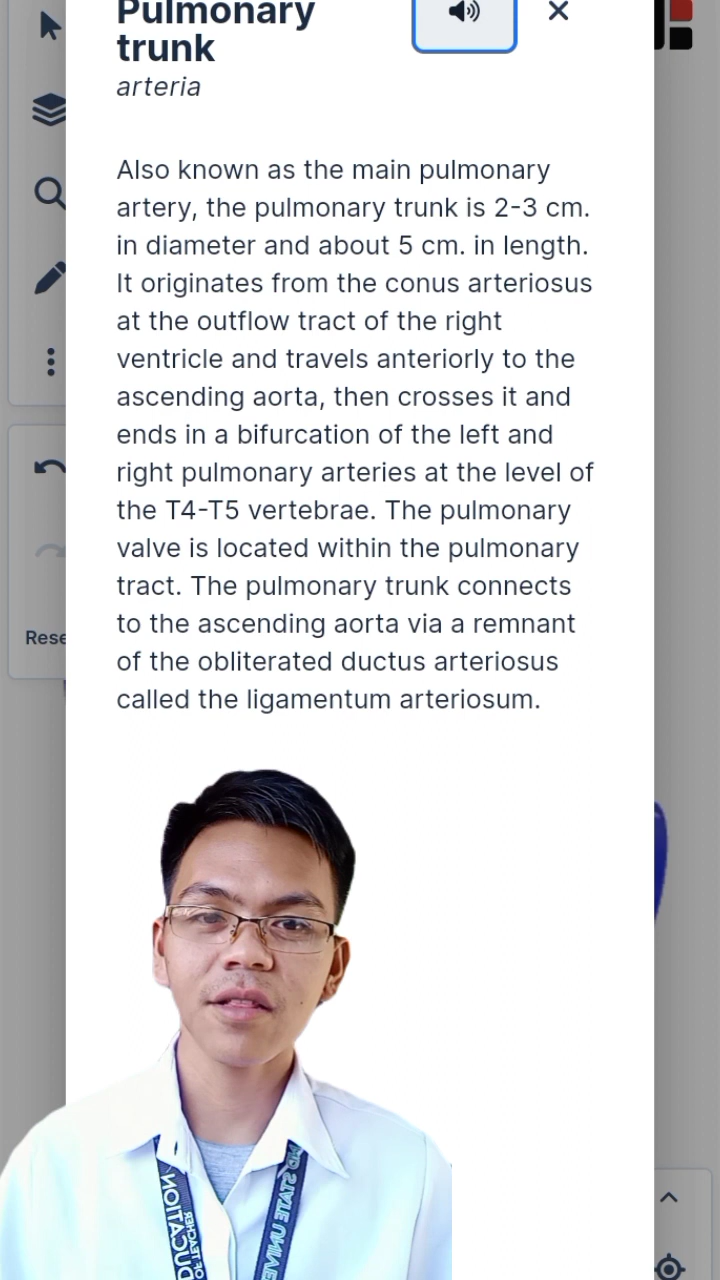 Pulmonary
trunk
arteria
Also known as the main pulmonary
artery, the pulmonary trunk is 2-3 cm.
in diameter and about 5 cm. in length.
It originates from the conus arteriosus
at the outflow tract of the right
ventricle and travels anteriorly to the
ascending aorta, then crosses it and
ends in a bifurcation of the left and
right pulmonary arteries at the level of
the T4-T5 vertebrae. The pulmonary
valve is located within the pulmonary
tract. The pulmonary trunk connects
to the ascending aorta via a remnant
of the obliterated ductus arteriosus
called the ligamentum arteriosum.
Rese
OF TEACHER
STATE